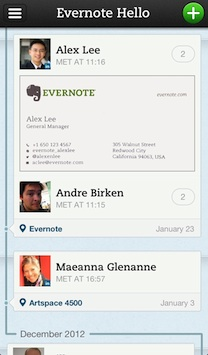 Evernote Hello
Alex Lee
MET AT 11:16
2
EVERNOTE
evernote.com
Alex Lee
General Manager
+1 650 123 4567
evernote_alexlee
@alexmlee
aclee@evernote.com
305 Walnut Street
Redwood City
California 94063, USA
Andre Birken
MET AT 11:15
2
Evernote
January 23
Maeanna Glenanne
MET AT 16:57
Artspace 4500
January 3
December 2012